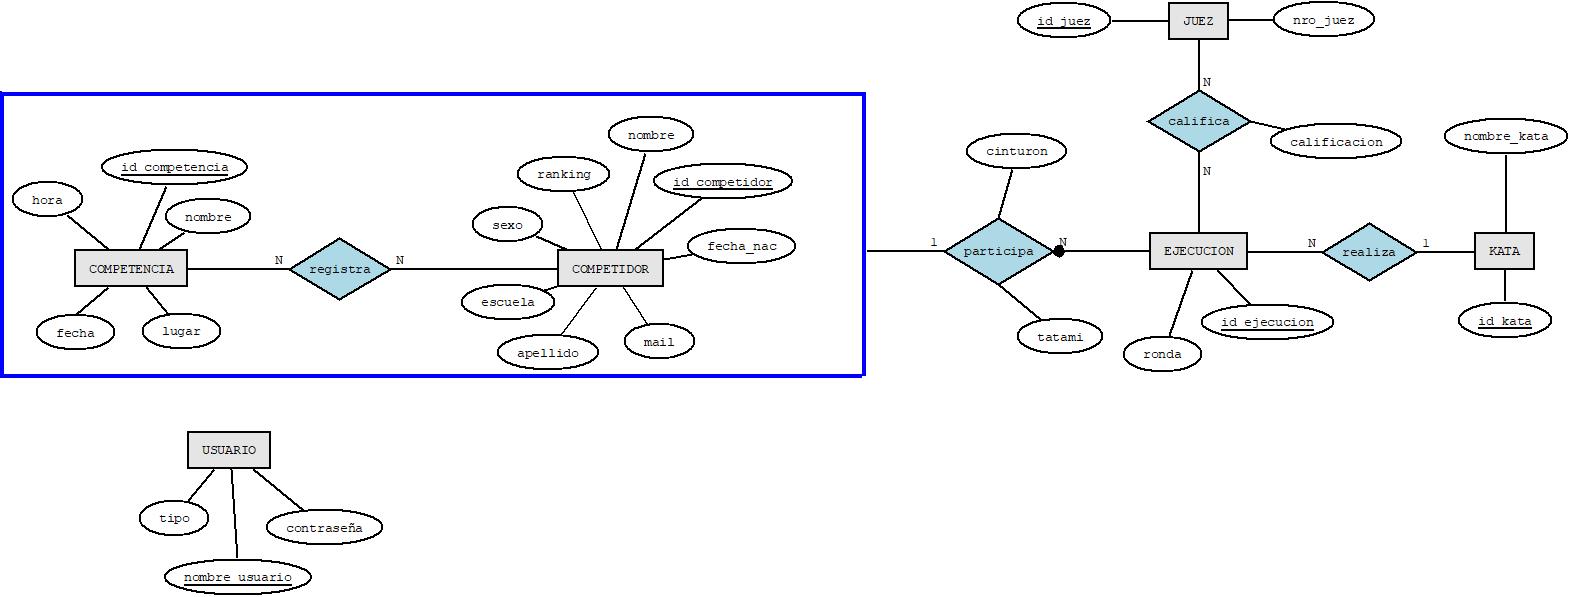 id_juez
JUEZ
nro_juez
N
califica
calificacion
N
nombre_kata
cinturon
nombre
ranking
id_competidor
sexo
fecha_nac
COMPETIDOR
escuela
apellido
mail
id_competencia
hora
nombre
COMPETENCIA
fecha
lugar
N
registra
N
1
participa
N
tatami
EJECUCION
ronda
id_ejecucion
N
realiza
1
KATA
id_kata
USUARIO
tipo
contraseña
nombre_usuario